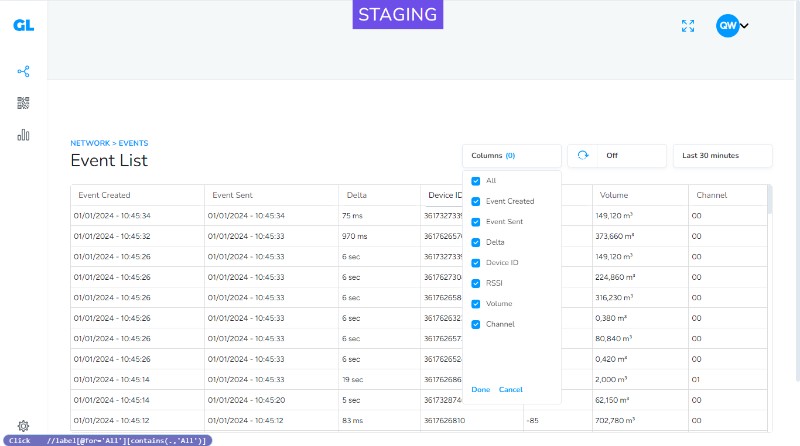 STAGING
GL
QW
NETWORK > EVENTS
Event List
Columns (0)
Off
Last 30 minutes
All
Event Created
Event Sent
Delta
Device ID
RSSI
Volume
Channel
Done Cancel
Event Created Event Sent Delta Device ID Volume Channel
01/01/2024 - 10:45:34 01/01/2024 - 10:45:34 75 ms 3617327339 149,120 m³ 00
01/01/2024 - 10:45:32 01/01/2024 - 10:45:33 970 ms 361762657 373,660 m³ 00
01/01/2024 - 10:45:26 01/01/2024 - 10:45:33 6 sec 3617327339 149,120 m³ 00
01/01/2024 - 10:45:26 01/01/2024 - 10:45:33 6 sec 361762730 224,860 m³ 00
01/01/2024 - 10:45:26 01/01/2024 - 10:45:33 6 sec 361762658 316,230 m³ 00
01/01/2024 - 10:45:26 01/01/2024 - 10:45:33 6 sec 361766232 0,380 m³ 00
01/01/2024 - 10:45:26 01/01/2024 - 10:45:33 6 sec 361762657 80,840 m³ 00
01/01/2024 - 10:45:26 01/01/2024 - 10:45:33 6 sec 361762652 0,420 m³ 00
01/01/2024 - 10:45:14 01/01/2024 - 10:45:33 19 sec 361762686 2,000 m³ 01
01/01/2024 - 10:45:14 01/01/2024 - 10:45:20 5 sec 361732874 62,150 m³ 00
01/01/2024 - 10:45:12 01/01/2024 - 10:45:12 83 ms 3617626810 -85 702,780 m³ 00
Click //label[@for='All'][contains(.,'All')]